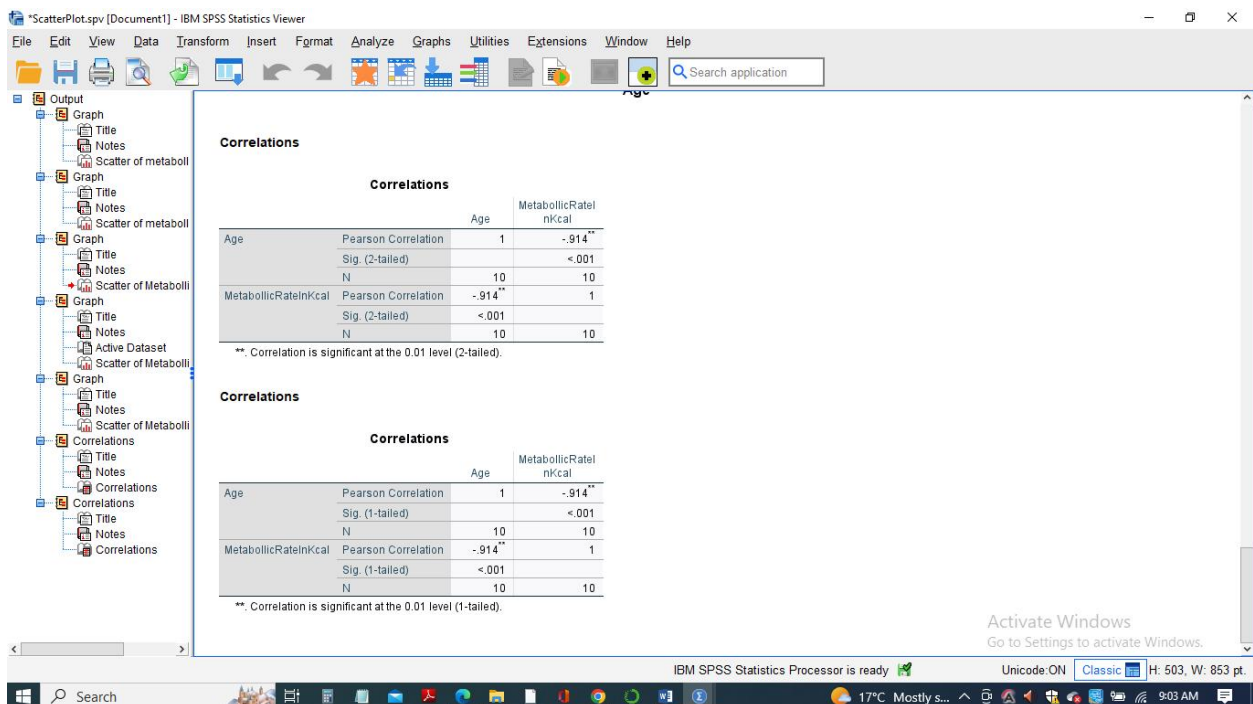 *ScatterPlot.spv [Document1] - IBM SPSS Statistics Viewer
File Edit View Data Transform Insert Format Analyze Graphs Utilities Extensions Window Help
Search application
Output
Graph
Title
Notes
Scatter of metaboll
Graph
Title
Notes
Scatter of metaboll
Graph
Title
Notes
Scatter of Metabolli
Graph
Title
Notes
Active Dataset
Scatter of Metabolli
Graph
Title
Notes
Scatter of Metabolli
Correlations
Title
Notes
Correlations
Correlations
Title
Notes
Correlations
Age
Correlations
Correlations
Age MetabollicRateI
nKcal
Age Pearson Correlation 1 -.914**
Sig. (2-tailed) <.001
N 10 10
MetabollicRateInKcal Pearson Correlation -.914** 1
Sig. (2-tailed) <.001
N 10 10
**. Correlation is significant at the 0.01 level (2-tailed).
Correlations
Correlations
Age MetabollicRateI
nKcal
Age Pearson Correlation 1 -.914**
Sig. (1-tailed) <.001
N 10 10
MetabollicRateInKcal Pearson Correlation -.914** 1
Sig. (1-tailed) <.001
N 10 10
**. Correlation is significant at the 0.01 level (1-tailed).
Activate Windows
Go to Settings to activate Windows.
IBM SPSS Statistics Processor is ready Unicode:ON Classic H: 503, W: 853 pt.
Search 17°C Mostly s... 9:03 AM